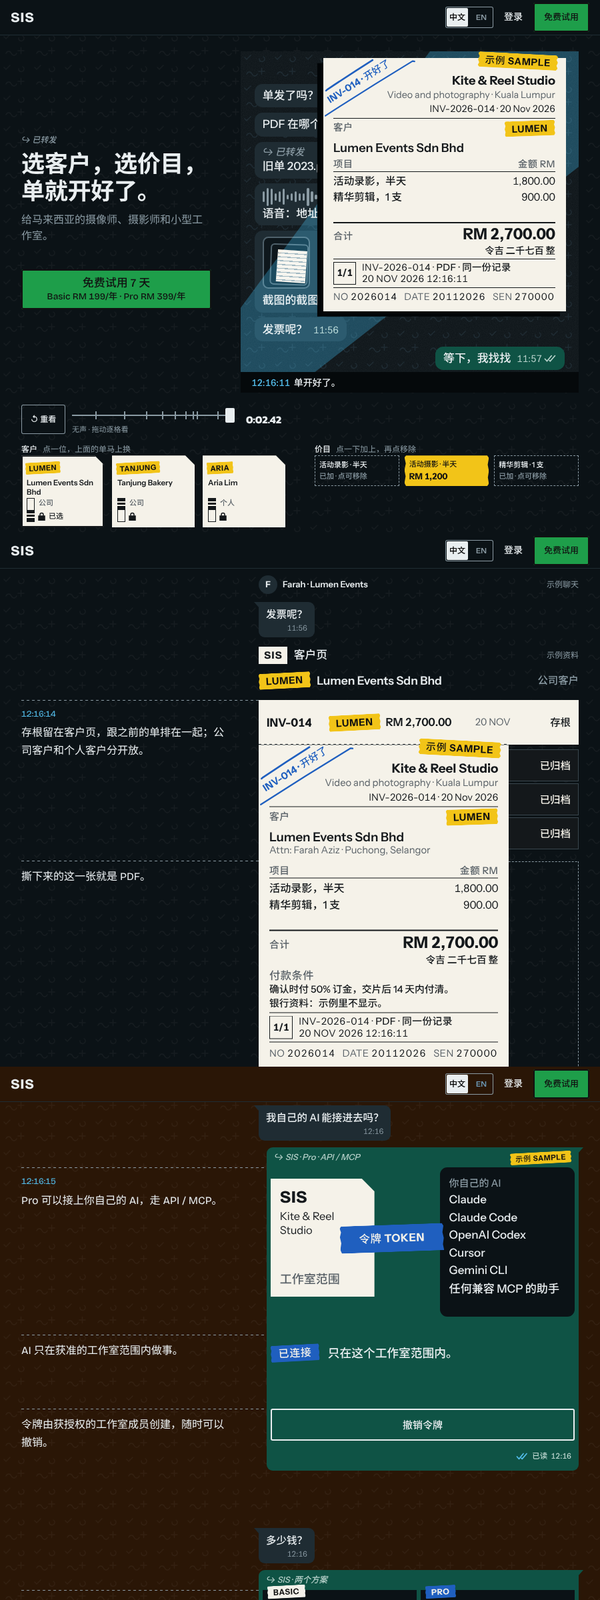 SIS
中文 EN 登录 免费试用
↪ 已转发
选客户，选价目，
单就开好了。
给马来西亚的摄像师、摄影师和小型工
作室。
免费试用 7 天
Basic RM 199/年 · Pro RM 399/年
单发了吗？
PDF 在哪个
↪ 已转发
旧单 2023.
语音：地址
截图的截图
发票呢？ 11:56
等下，我找找 11:57
INV-014 · 开好了
示例 SAMPLE
Kite & Reel Studio
Video and photography · Kuala Lumpur
INV-2026-014 · 20 Nov 2026
客户 LUMEN
Lumen Events Sdn Bhd
项目 金额 RM
活动录影，半天 1,800.00
精华剪辑，1 支 900.00
合计 RM 2,700.00
令吉 二千七百 整
1/1 INV-2026-014 · PDF · 同一份记录
20 NOV 2026 12:16:11
NO 2026014 DATE 20112026 SEN 270000
12:16:11 单开好了。
重看
无声 · 拖动逐格看
0:02.42
客户 点一位，上面的单马上换
LUMEN
Lumen Events Sdn
Bhd
公司
已选
TANJUNG
Tanjung Bakery
公司
ARIA
Aria Lim
个人
价目 点一下加上，再点移除
活动录影 · 半天
已加 · 点可移除
活动摄影 · 半天
RM 1,200
精华剪辑 · 1 支
已加 · 点可移除
SIS
中文 EN 登录 免费试用
F Farah · Lumen Events 示例聊天
发票呢？
11:56
SIS 客户页 示例资料
LUMEN Lumen Events Sdn Bhd 公司客户
12:16:14
存根留在客户页，跟之前的单排在一起；公
司客户和个人客户分开放。
INV-014 LUMEN RM 2,700.00 20 NOV 存根
已归档
已归档
已归档
INV-014 · 开好了
示例 SAMPLE
Kite & Reel Studio
Video and photography · Kuala Lumpur
INV-2026-014 · 20 Nov 2026
客户 LUMEN
Lumen Events Sdn Bhd
Attn: Farah Aziz · Puchong, Selangor
撕下来的这一张就是 PDF。
项目 金额 RM
活动录影，半天 1,800.00
精华剪辑，1 支 900.00
合计 RM 2,700.00
令吉 二千七百 整
付款条件
确认时付 50% 订金，交片后 14 天内付清。
银行资料：示例里不显示。
1/1 INV-2026-014 · PDF · 同一份记录
20 NOV 2026 12:16:11
NO 2026014 DATE 20112026 SEN 270000
SIS
中文 EN 登录 免费试用
我自己的 AI 能接进去吗？
12:16
↪ SIS · Pro · API / MCP
示例 SAMPLE
12:16:15
Pro 可以接上你自己的 AI，走 API / MCP。
SIS
Kite & Reel
Studio
工作室范围
令牌 TOKEN
你自己的 AI
Claude
Claude Code
OpenAI Codex
Cursor
Gemini CLI
任何兼容 MCP 的助手
AI 只在获准的工作室范围内做事。
已连接 只在这个工作室范围内。
令牌由获授权的工作室成员创建，随时可以
撤销。
撤销令牌
已读 12:16
多少钱？
12:16
↪ SIS · 两个方案
BASIC PRO